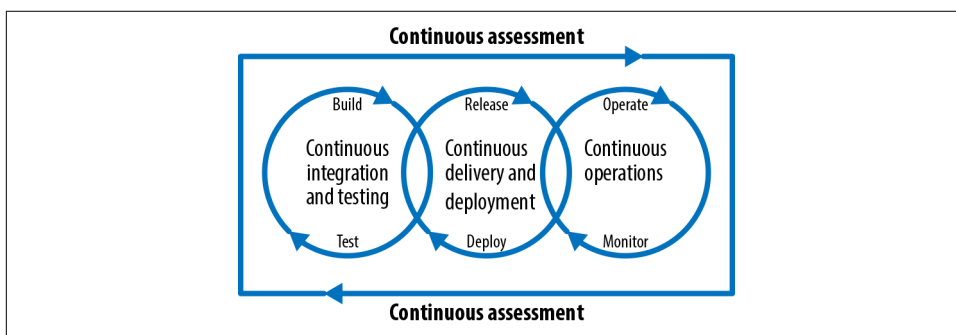 Continuous assessment
Build
Release
Operate
Continuous
integration
and testing
Continuous
delivery and
deployment
Continuous
operations
Test
Deploy
Monitor
Continuous assessment